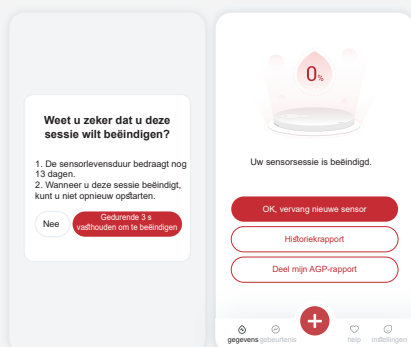 Weet u zeker dat u deze
sessie wilt beëindigen?
1. De sensorlevensduur bedraagt nog
13 dagen.
2. Wanneer u deze sessie beëindigt,
kunt u niet opnieuw opstarten.
Nee
Gedurende 3 s
vasthouden om te beëindigen
0%
Uw sensorsessie is beëindigd.
OK, vervang nieuwe sensor
Historiekrapport
Deel mijn AGP-rapport
gegevens gebeurtenis help instellingen